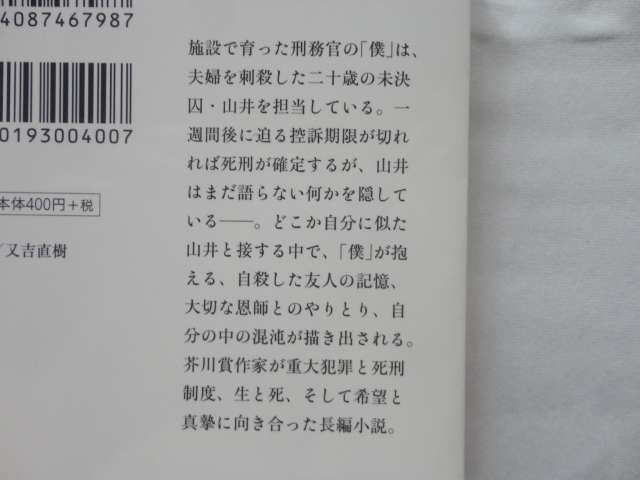 4087467987
0193004007
本体400円+税
/又吉直樹
施設で育った刑務官の「僕」は、
夫婦を刺殺した二十歳の未決
囚・山井を担当している。一
週間後に迫る控訴期限が切れ
れば死刑が確定するが、山井
はまだ語らない何かを隠して
いる――。どこか自分に似た
山井と接する中で、「僕」が抱
える、自殺した友人の記憶、
大切な恩師とのやりとり、自
分の中の混沌が描き出される。
芥川賞作家が重大犯罪と死刑
制度、生と死、そして希望と
真摯に向き合った長編小説。